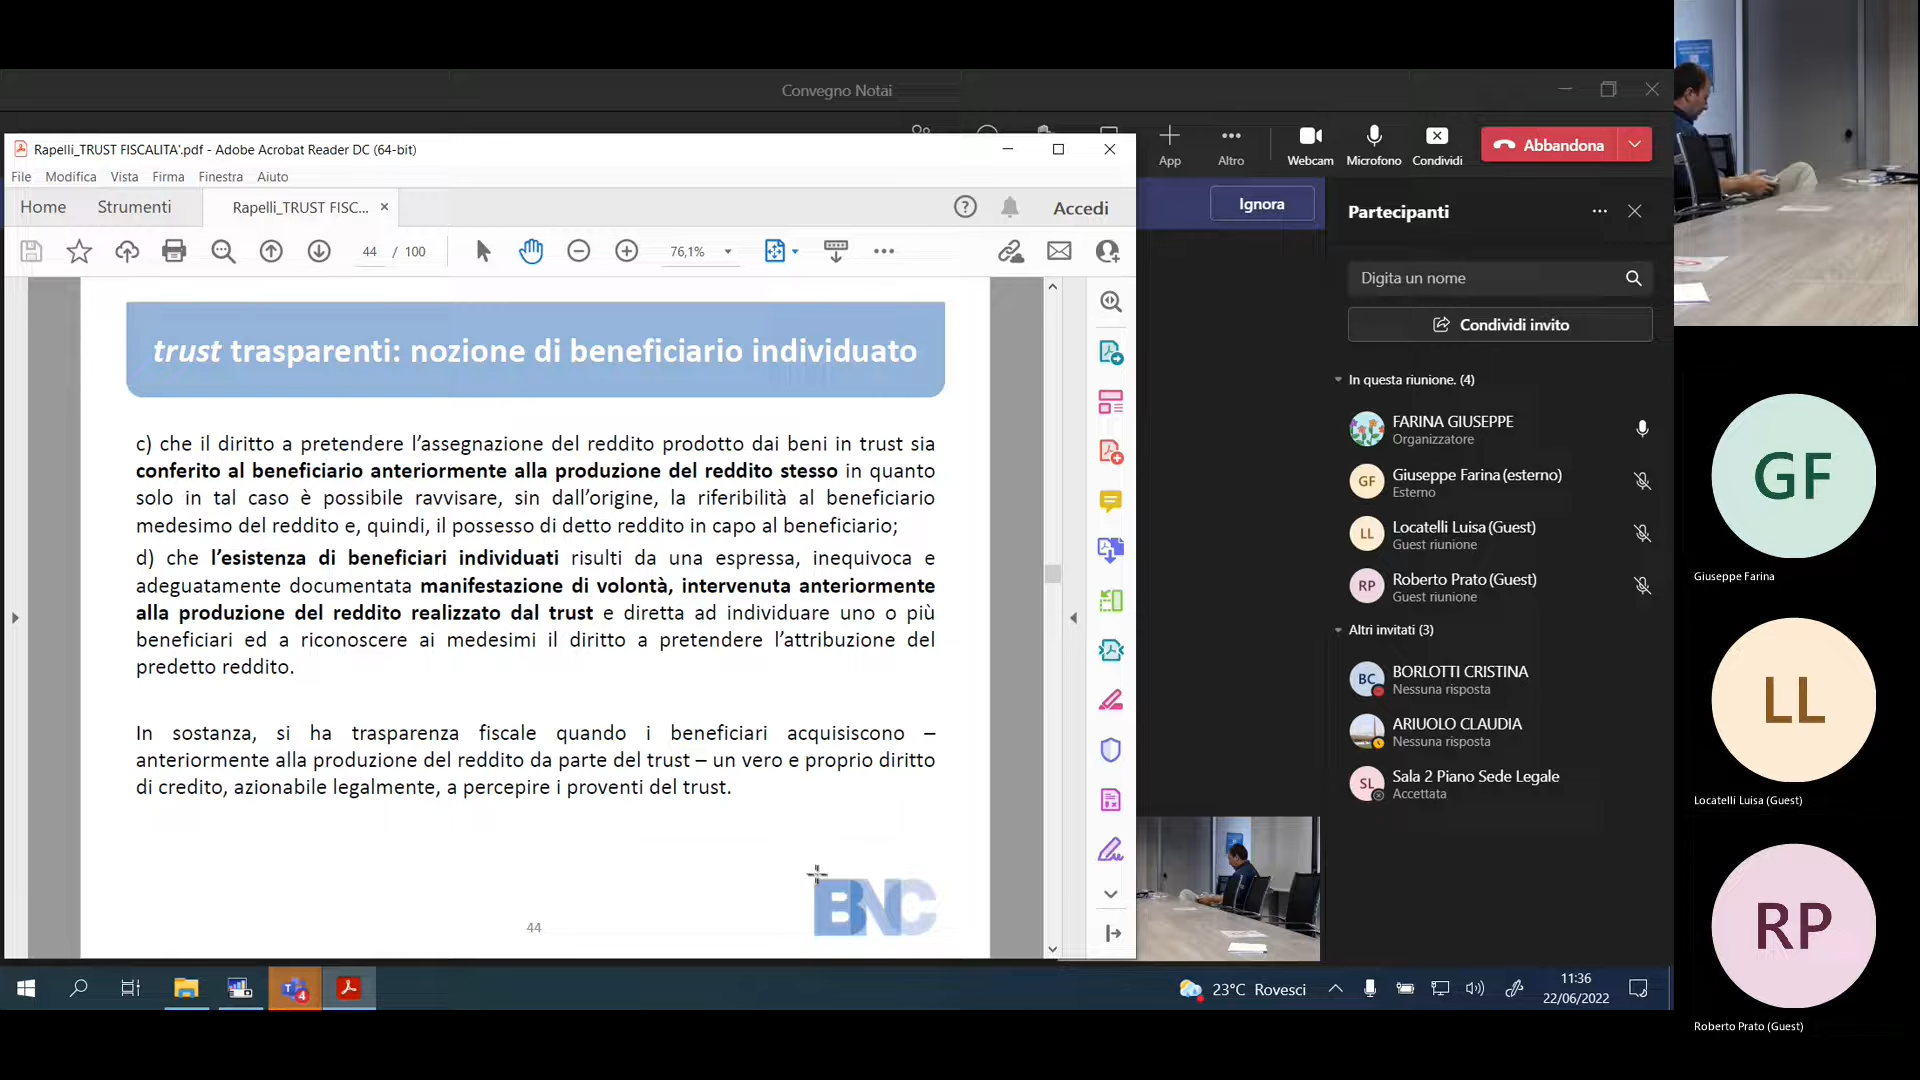 Convegno Notai
Rapelli_TRUST FISCALITA'.pdf - Adobe Acrobat Reader DC (64-bit)
File Modifica Vista Firma Finestra Aiuto
Home Strumenti Rapelli_TRUST FISC... Accedi
44 / 100 76,1%
trust trasparenti: nozione di beneficiario individuato
c) che il diritto a pretendere l’assegnazione del reddito prodotto dai beni in trust sia
conferito al beneficiario anteriormente alla produzione del reddito stesso in quanto
solo in tal caso è possibile ravvisare, sin dall’origine, la riferibilità al beneficiario
medesimo del reddito e, quindi, il possesso di detto reddito in capo al beneficiario;
d) che l’esistenza di beneficiari individuati risulti da una espressa, inequivoca e
adeguatamente documentata manifestazione di volontà, intervenuta anteriormente
alla produzione del reddito realizzato dal trust e diretta ad individuare uno o più
beneficiari ed a riconoscere ai medesimi il diritto a pretendere l’attribuzione del
predetto reddito.
In sostanza, si ha trasparenza fiscale quando i beneficiari acquisiscono –
anteriormente alla produzione del reddito da parte del trust – un vero e proprio diritto
di credito, azionabile legalmente, a percepire i proventi del trust.
44
BNC
App Altro Webcam Microfono Condividi Abbandona
Ignora
Partecipanti
Digita un nome
Condividi invito
In questa riunione. (4)
FARINA GIUSEPPE
Organizzatore
GF Giuseppe Farina (esterno)
Esterno
LL Locatelli Luisa (Guest)
Guest riunione
RP Roberto Prato (Guest)
Guest riunione
Altri invitati (3)
BC BORLOTTI CRISTINA
Nessuna risposta
ARIUOLO CLAUDIA
Nessuna risposta
SL Sala 2 Piano Sede Legale
Accettata
4
23°C Rovesci
11:36
22/06/2022
GF
Giuseppe Farina
LL
Locatelli Luisa (Guest)
RP
Roberto Prato (Guest)